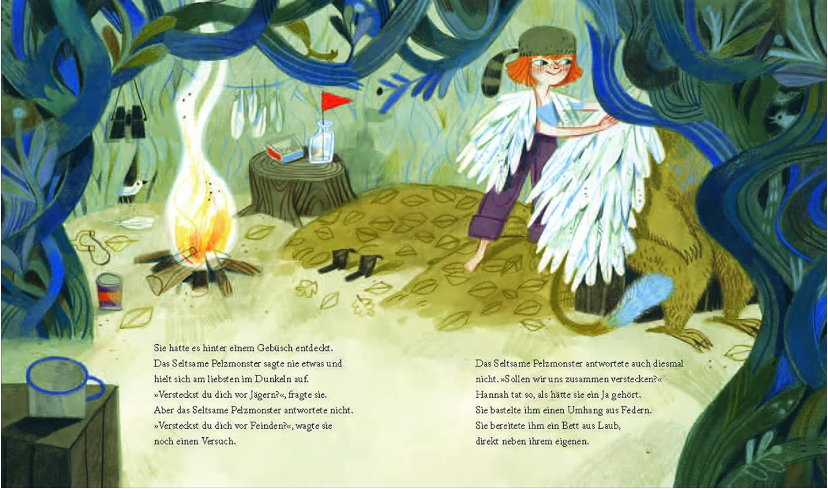 Sie hatte es hinter einem Gebüsch entdeckt.
Das Seltsame Pelzmonster sagte nie etwas und
hielt sich am liebsten im Dunkeln auf.
»Versteckst du dich vor Jägern?«, fragte sie.
Aber das Seltsame Pelzmonster antwortete nicht.
»Versteckst du dich vor Feinden?«, wagte sie
noch einen Versuch.
Das Seltsame Pelzmonster antwortete auch diesmal
nicht. »Sollen wir uns zusammen verstecken?«
Hannah tat so, als hätte sie ein Ja gehört.
Sie bastelte ihm einen Umhang aus Federn.
Sie bereitete ihm ein Bett aus Laub,
direkt neben ihrem eigenen.